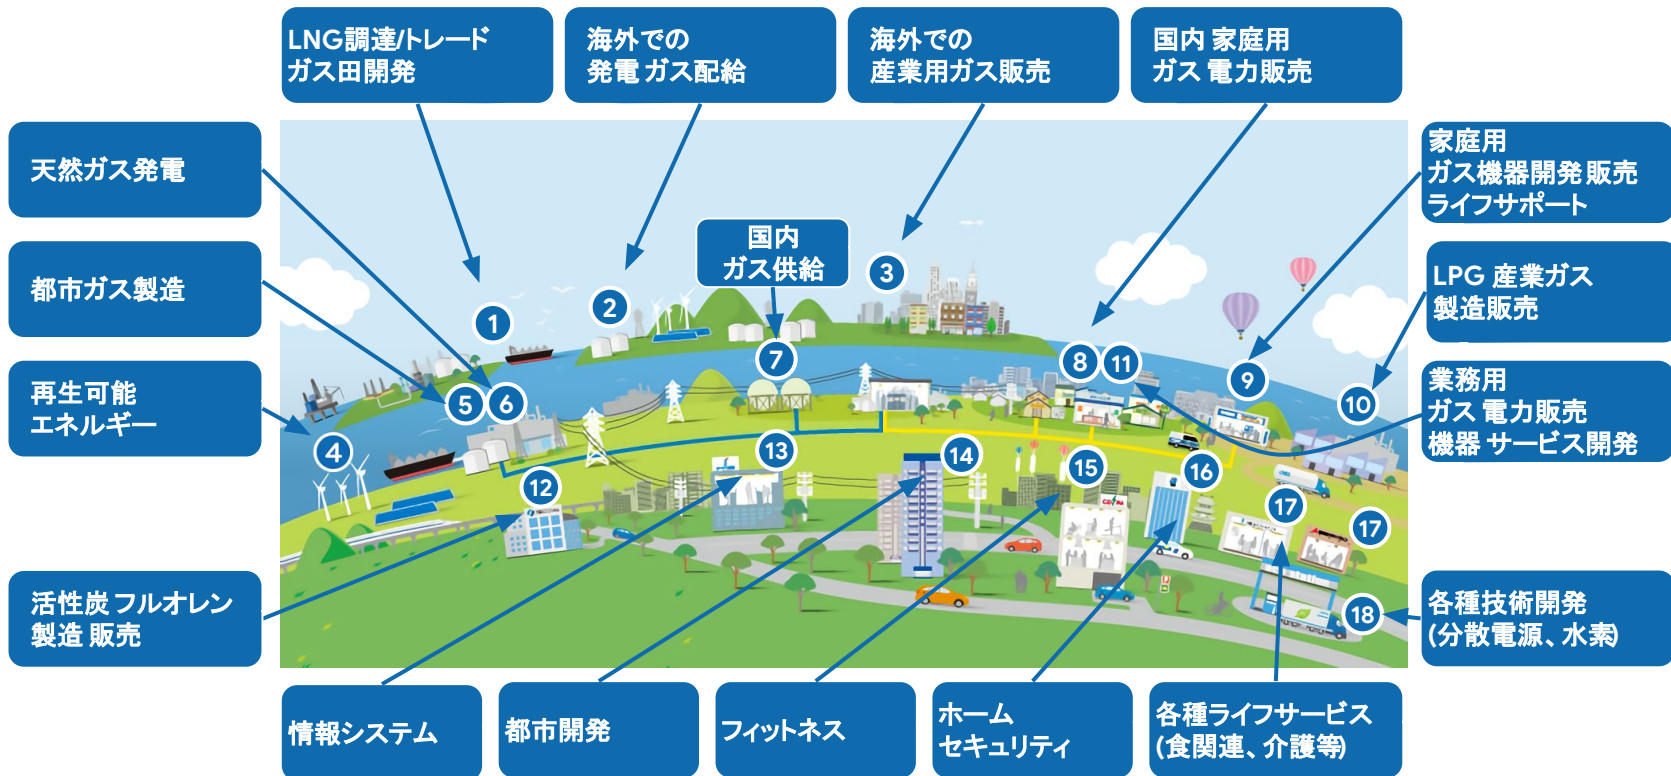 LNG調達/トレード
ガス田開発
海外での
発電 ガス配給
海外での
産業用ガス販売
国内 家庭用
ガス 電力販売
天然ガス発電
都市ガス製造
再生可能
エネルギー
活性炭 フルオレン
製造 販売
国内
ガス供給
家庭用
ガス機器開発 販売
ライフサポート
LPG 産業ガス
製造販売
業務用
ガス 電力販売
機器 サービス開発
各種技術開発
(分散電源、水素)
1
2
3
4
5
6
7
8
11
9
10
12
13
14
15
16
17
17
18
情報システム
都市開発
フィットネス
ホーム
セキュリティ
各種ライフサービス
(食関連、介護等)